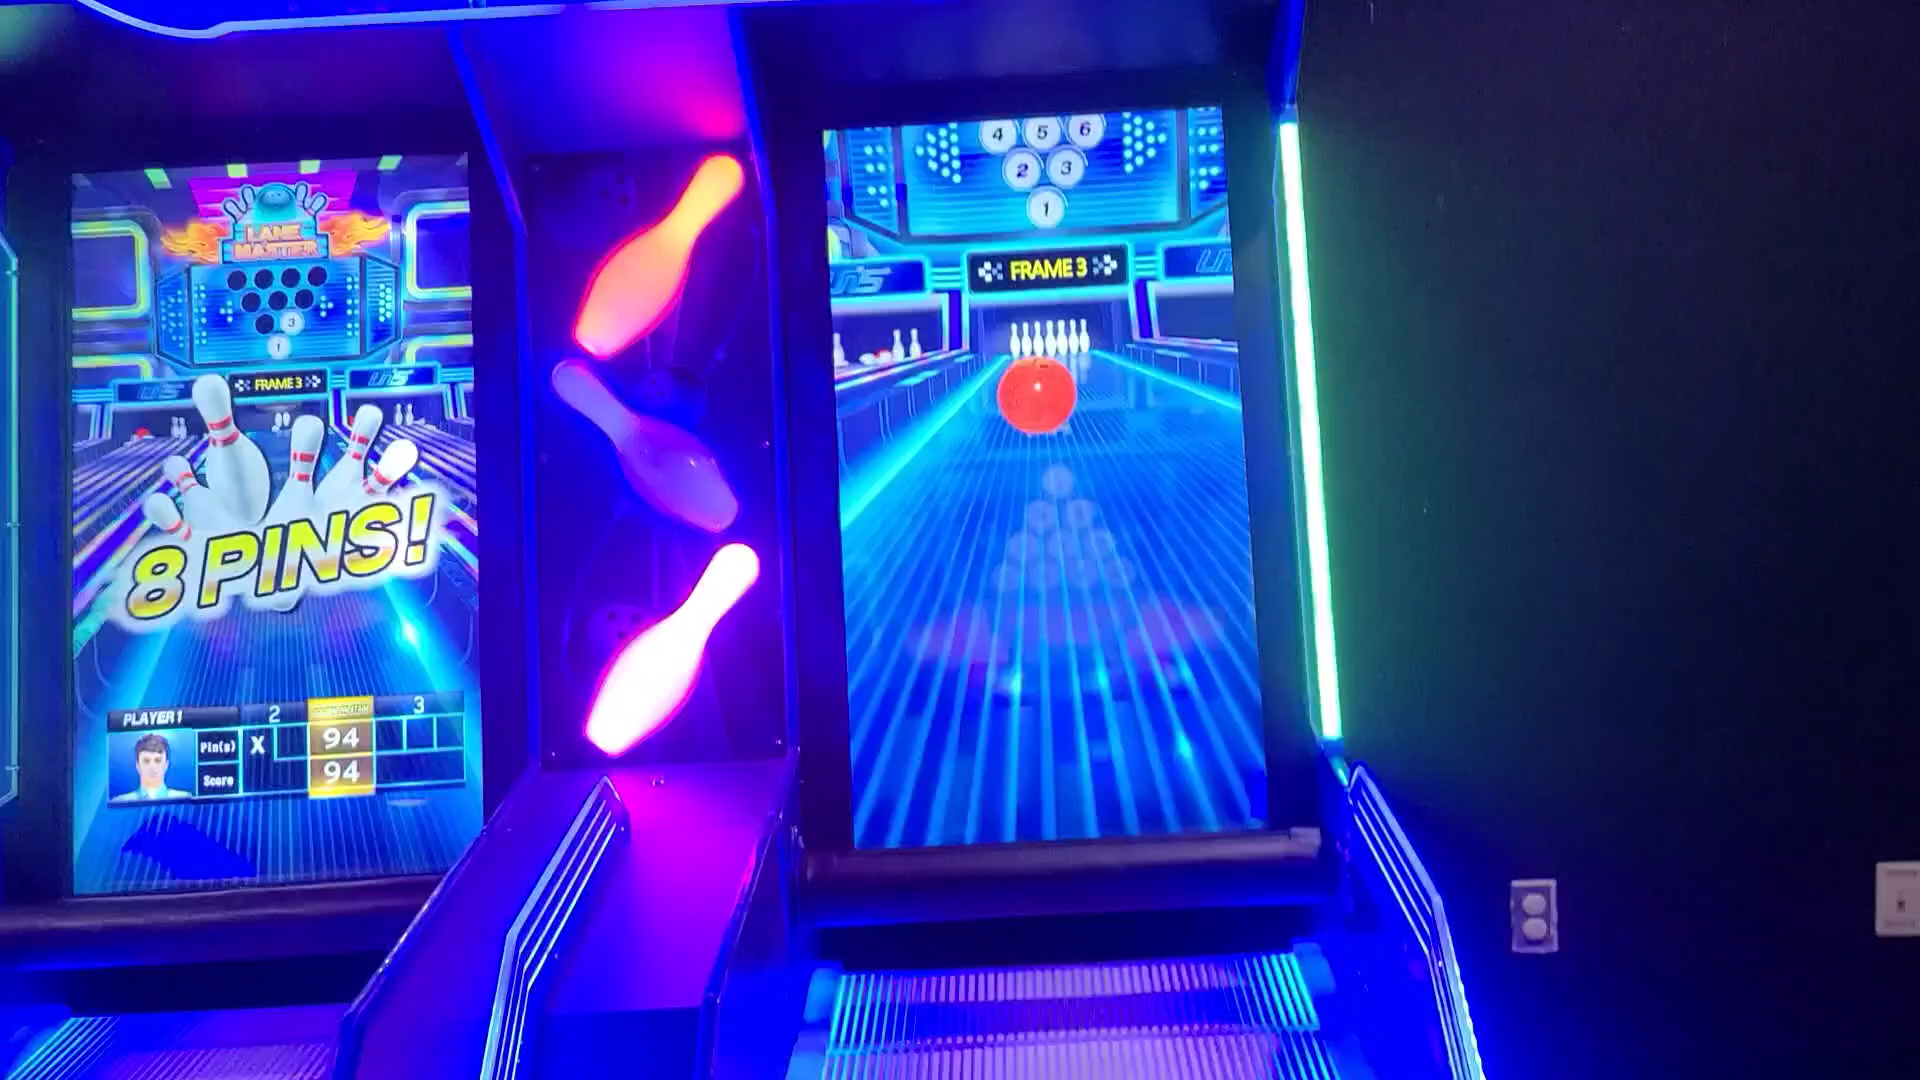 LANE
MASTER
3
1
FRAME 3
UNIS
8 PINS!
PLAYER 1
2
3
Pin(s)
X
94
Score
94
4 5 6
2 3
1
FRAME 3